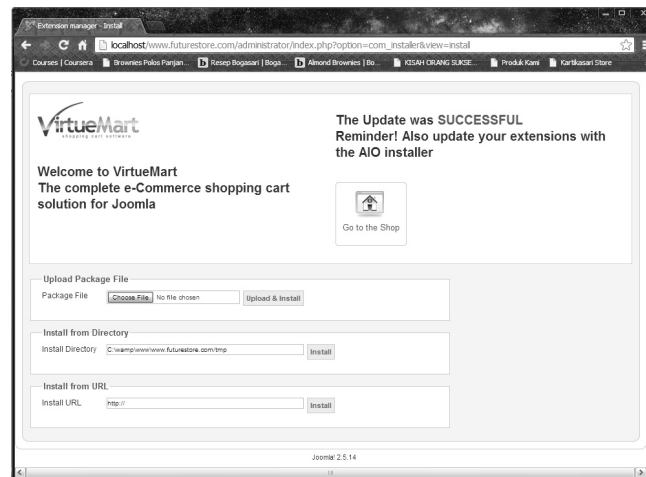 Extension manager - Install
localhost/www.futurestore.com/administrator/index.php?option=com_installer&view=install
Courses | Coursera
Brownies Polos Panjan...
Resep Bogasari | Boga...
Almond Brownies | Bo...
KISAH ORANG SUKSE...
Produk Kami
Kartikasari Store
VirtueMart
shopping cart software
Welcome to VirtueMart
The complete e-Commerce shopping cart
solution for Joomla
The Update was SUCCESSFUL
Reminder! Also update your extensions with
the AIO installer
Go to the Shop
Upload Package File
Package File
Choose File
No file chosen
Upload & Install
Install from Directory
Install Directory
C:\wamp\www\www.futurestore.com/tmp
Install
Install from URL
Install URL
http://
Install
Joomla! 2.5.14